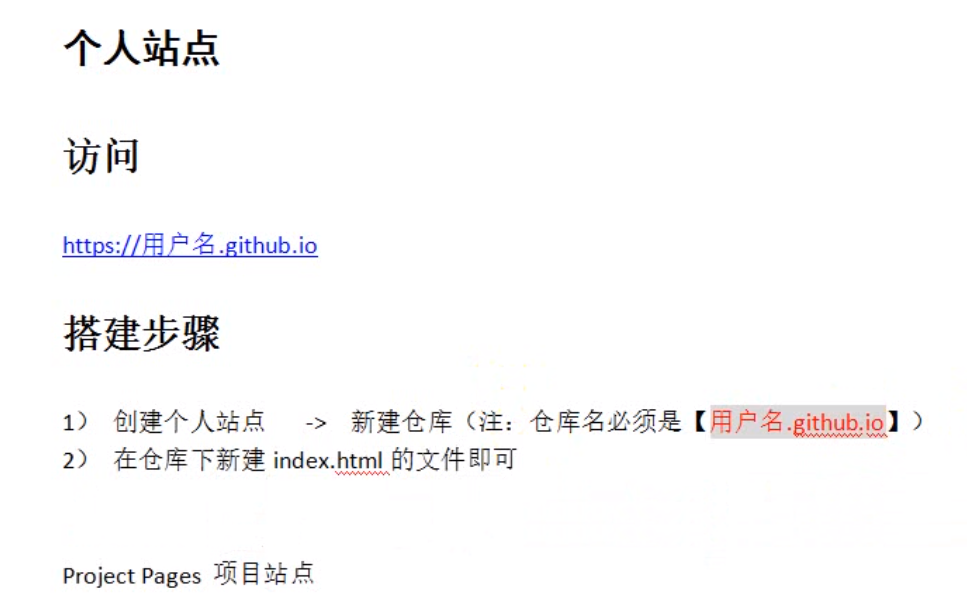 个人站点
访问
https://用户名.github.io
搭建步骤
1） 创建个人站点 -> 新建仓库（注：仓库名必须是【用户名.github.io】）
2） 在仓库下新建 index.html 的文件即可
Project Pages 项目站点